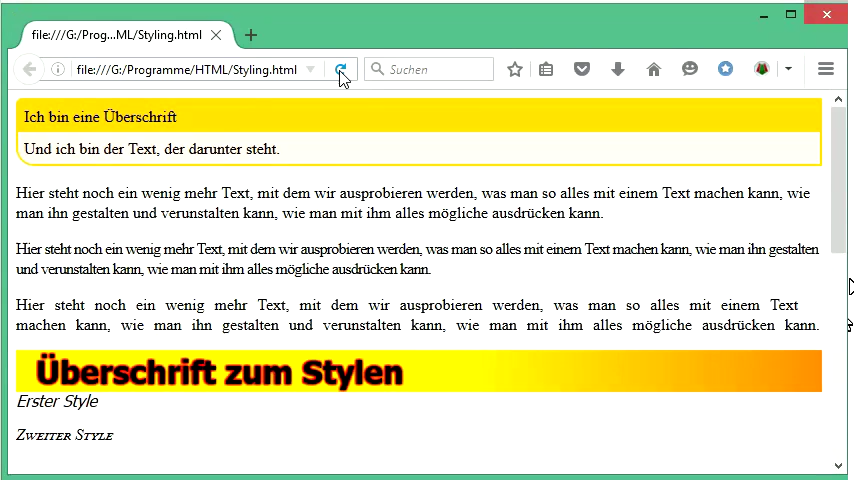 file:///G:/Prog...ML/Styling.html
file:///G:/Programme/HTML/Styling.html
Suchen
Ich bin eine Überschrift
Und ich bin der Text, der darunter steht.
Hier steht noch ein wenig mehr Text, mit dem wir ausprobieren werden, was man so alles mit einem Text machen kann, wie
man ihn gestalten und verunstalten kann, wie man mit ihm alles mögliche ausdrücken kann.
Hier steht noch ein wenig mehr Text, mit dem wir ausprobieren werden, was man so alles mit einem Text machen kann, wie man ihn gestalten
und verunstalten kann, wie man mit ihm alles mögliche ausdrücken kann.
Hier steht noch ein wenig mehr Text, mit dem wir ausprobieren werden, was man so alles mit einem Text
machen kann, wie man ihn gestalten und verunstalten kann, wie man mit ihm alles mögliche ausdrücken kann.
Überschrift zum Stylen
Erster Style
Zweiter Style